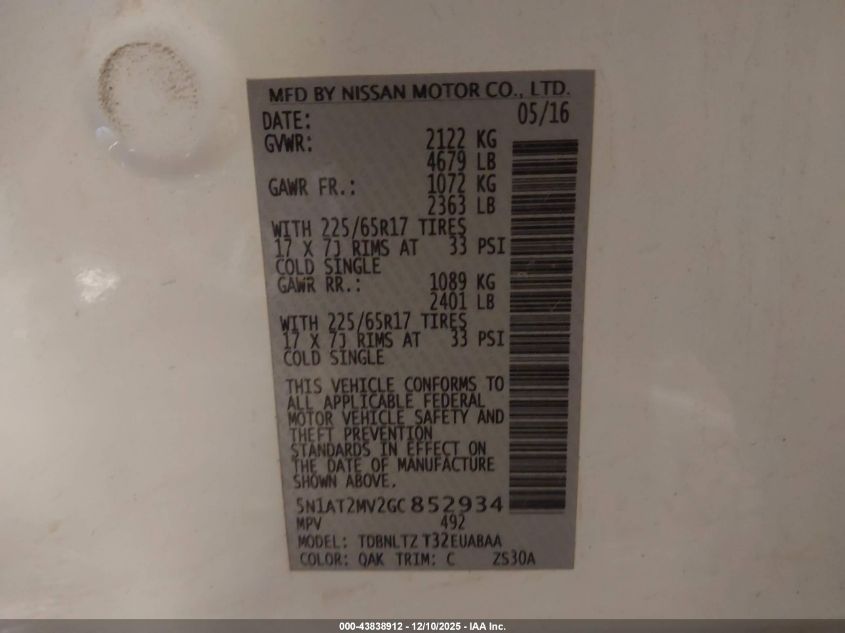 MFD BY NISSAN MOTOR CO., LTD.
DATE: 05/16
GVWR: 2122 KG
4679 LB
GAWR FR.: 1072 KG
2363 LB
WITH 225/65R17 TIRES
17 X 7J RIMS AT 33 PSI
COLD SINGLE
GAWR RR.: 1089 KG
2401 LB
WITH 225/65R17 TIRES
17 X 7J RIMS AT 33 PSI
COLD SINGLE
THIS VEHICLE CONFORMS TO
ALL APPLICABLE FEDERAL
MOTOR VEHICLE SAFETY AND
THEFT PREVENTION
STANDARDS IN EFFECT ON
THE DATE OF MANUFACTURE
SHOWN ABOVE.
5N1AT2MV2GC852934
MPV 492
MODEL: TDBNLTZ T32EUABAA
COLOR: QAK TRIM: C ZS30A
000-43838912 - 12/10/2025 - IAA Inc.